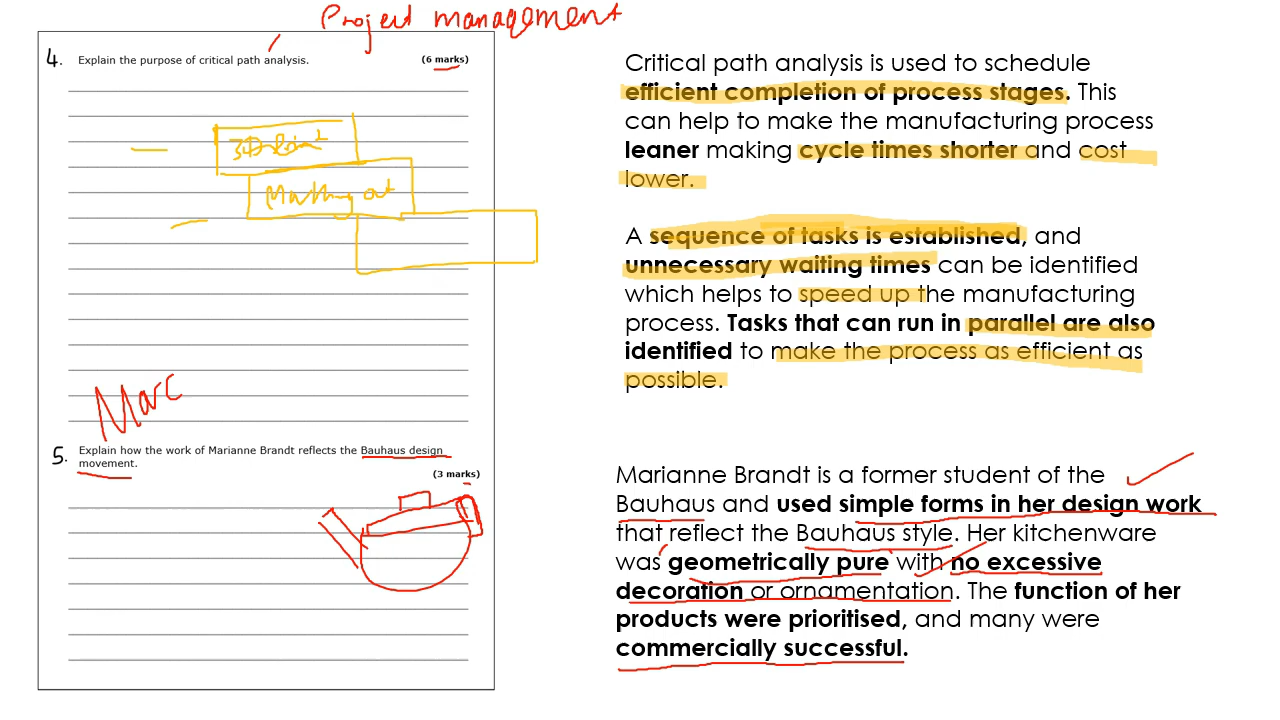 Project management
4. Explain the purpose of critical path analysis. (6 marks)
3D Print
Marking out
Marc
5. Explain how the work of Marianne Brandt reflects the Bauhaus design
movement.
(3 marks)
Critical path analysis is used to schedule
efficient completion of process stages. This
can help to make the manufacturing process
leaner making cycle times shorter and cost
lower.
A sequence of tasks is established, and
unnecessary waiting times can be identified
which helps to speed up the manufacturing
process. Tasks that can run in parallel are also
identified to make the process as efficient as
possible.
Marianne Brandt is a former student of the
Bauhaus and used simple forms in her design work
that reflect the Bauhaus style. Her kitchenware
was geometrically pure with no excessive
decoration or ornamentation. The function of her
products were prioritised, and many were
commercially successful.